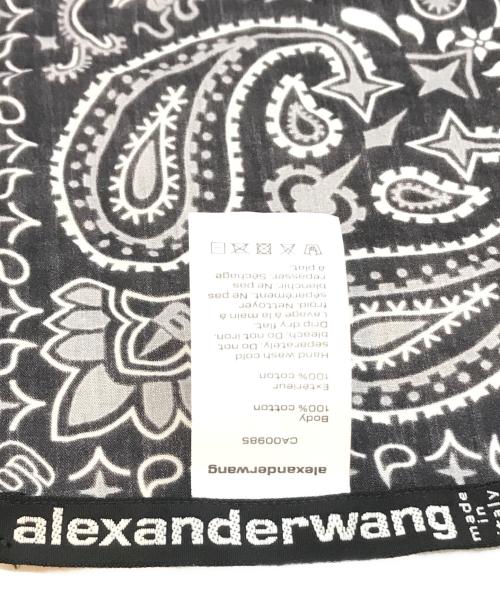 alexanderwang
CA00985
Body
100% cotton
Extérieur
100% coton
Hand wash cold
separately. Do not
bleach. Do not iron.
Drip dry flat.
Lavage à la main à
froid. Nettoyer
séparément. Ne pas
blanchir. Ne pas
repasser. Séchage
à plat.
alexanderwang
made
in
italy